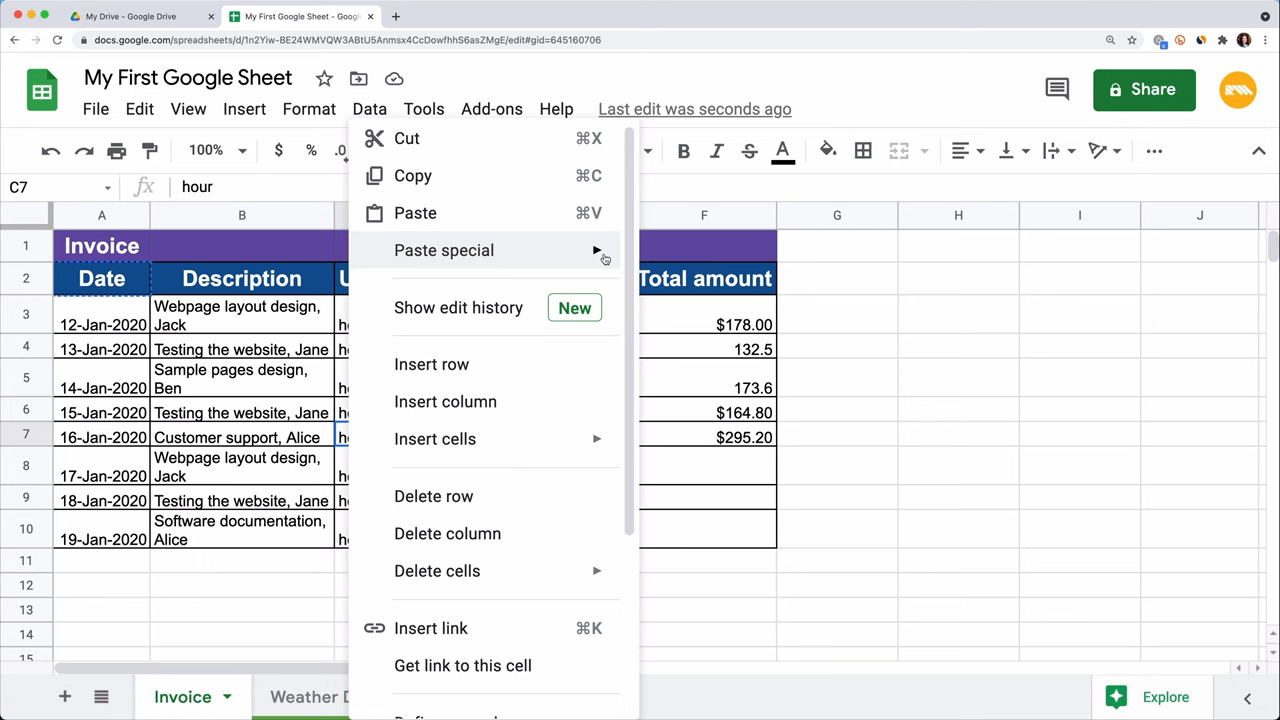 My Drive - Google Drive
My First Google Sheet - Goog
docs.google.com/spreadsheets/d/1n2Yiw-BE24WMVQW3ABtU5Anmsx4CcDowfhhS6asZMgE/edit#gid=645160706
My First Google Sheet
Share
File Edit View Insert Format Data Tools Add-ons Help Last edit was seconds ago
100% $ % .0 B I S A
C7 fx hour
Cut ⌘X
Copy ⌘C
Paste ⌘V
Paste special
Show edit history New
Insert row
Insert column
Insert cells
Delete row
Delete column
Delete cells
Insert link ⌘K
Get link to this cell
A B F G H I J
1 Invoice
2 Date Description U Total amount
Webpage layout design,
3 12-Jan-2020 Jack $178.00
4 13-Jan-2020 Testing the website, Jane 132.5
Sample pages design,
5 14-Jan-2020 Ben 173.6
6 15-Jan-2020 Testing the website, Jane $164.80
7 16-Jan-2020 Customer support, Alice $295.20
Webpage layout design,
8 17-Jan-2020 Jack
9 18-Jan-2020 Testing the website, Jane
Software documentation,
10 19-Jan-2020 Alice
11
12
13
14
15
Invoice Weather D Explore